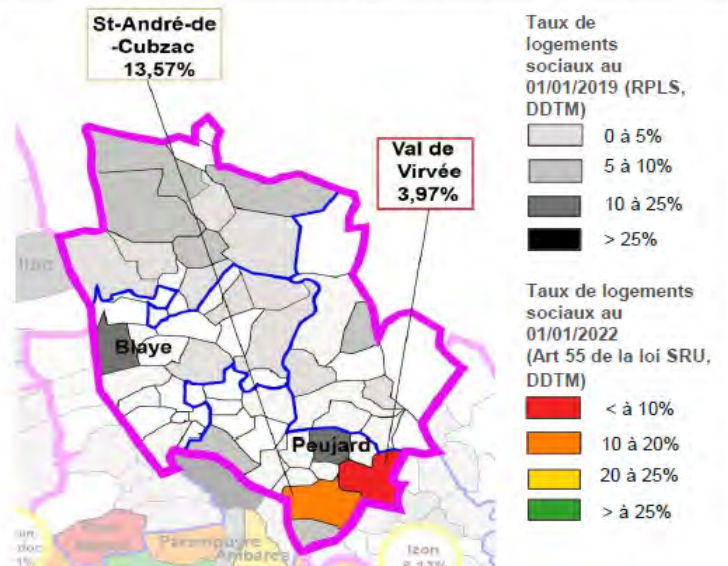 St-André-de
-Cubzac
13,57%
Val de
Virvée
3,97%
Blaye
Peujard
Parempuyre
Ambarès
Izon
Taux de
logements
sociaux au
01/01/2019 (RPLS,
DDTM)
0 à 5%
5 à 10%
10 à 25%
> 25%
Taux de logements
sociaux au
01/01/2022
(Art 55 de la loi SRU,
DDTM)
< à 10%
10 à 20%
20 à 25%
> à 25%